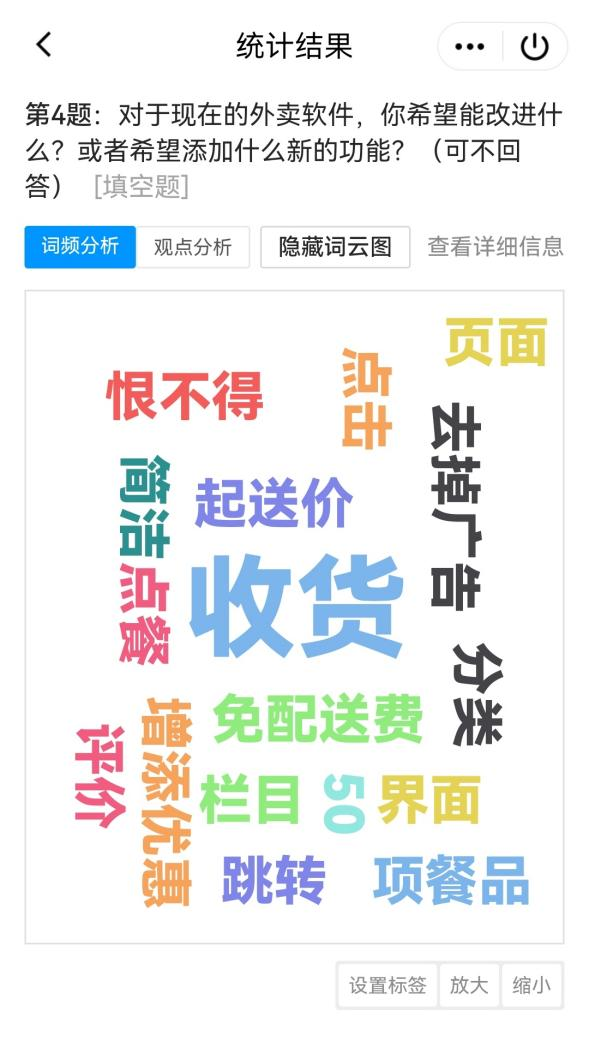 统计结果
第4题：对于现在的外卖软件，你希望能改进什
么？或者希望添加什么新的功能？（可不回
答） [填空题]
词频分析 观点分析 隐藏词云图 查看详细信息
页面
点击
恨不得
去掉广告
简洁
起送价
收货
点餐
分类
免配送费
增添优惠
评价
栏目
50
界面
跳转
项餐品
设置标签 放大 缩小